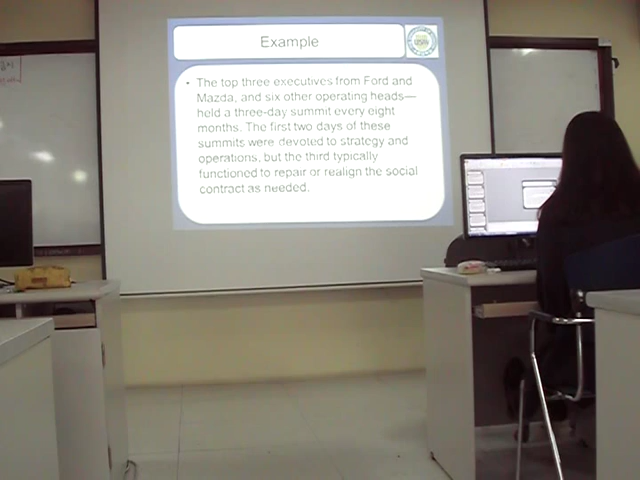 Example
• The top three executives from Ford and
Mazda, and six other operating heads—
held a three-day summit every eight
months. The first two days of these
summits were devoted to strategy and
operations, but the third typically
functioned to repair or realign the social
contract as needed.